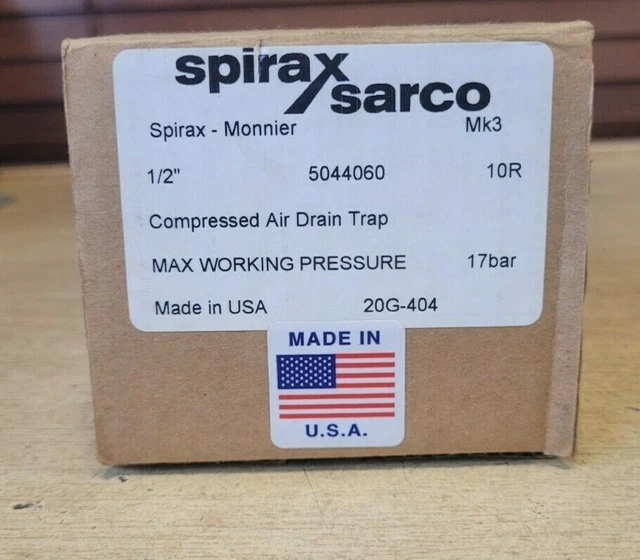 spirax
sarco
Spirax - Monnier Mk3
1/2" 5044060 10R
Compressed Air Drain Trap
MAX WORKING PRESSURE 17bar
Made in USA 20G-404
MADE IN
U.S.A.